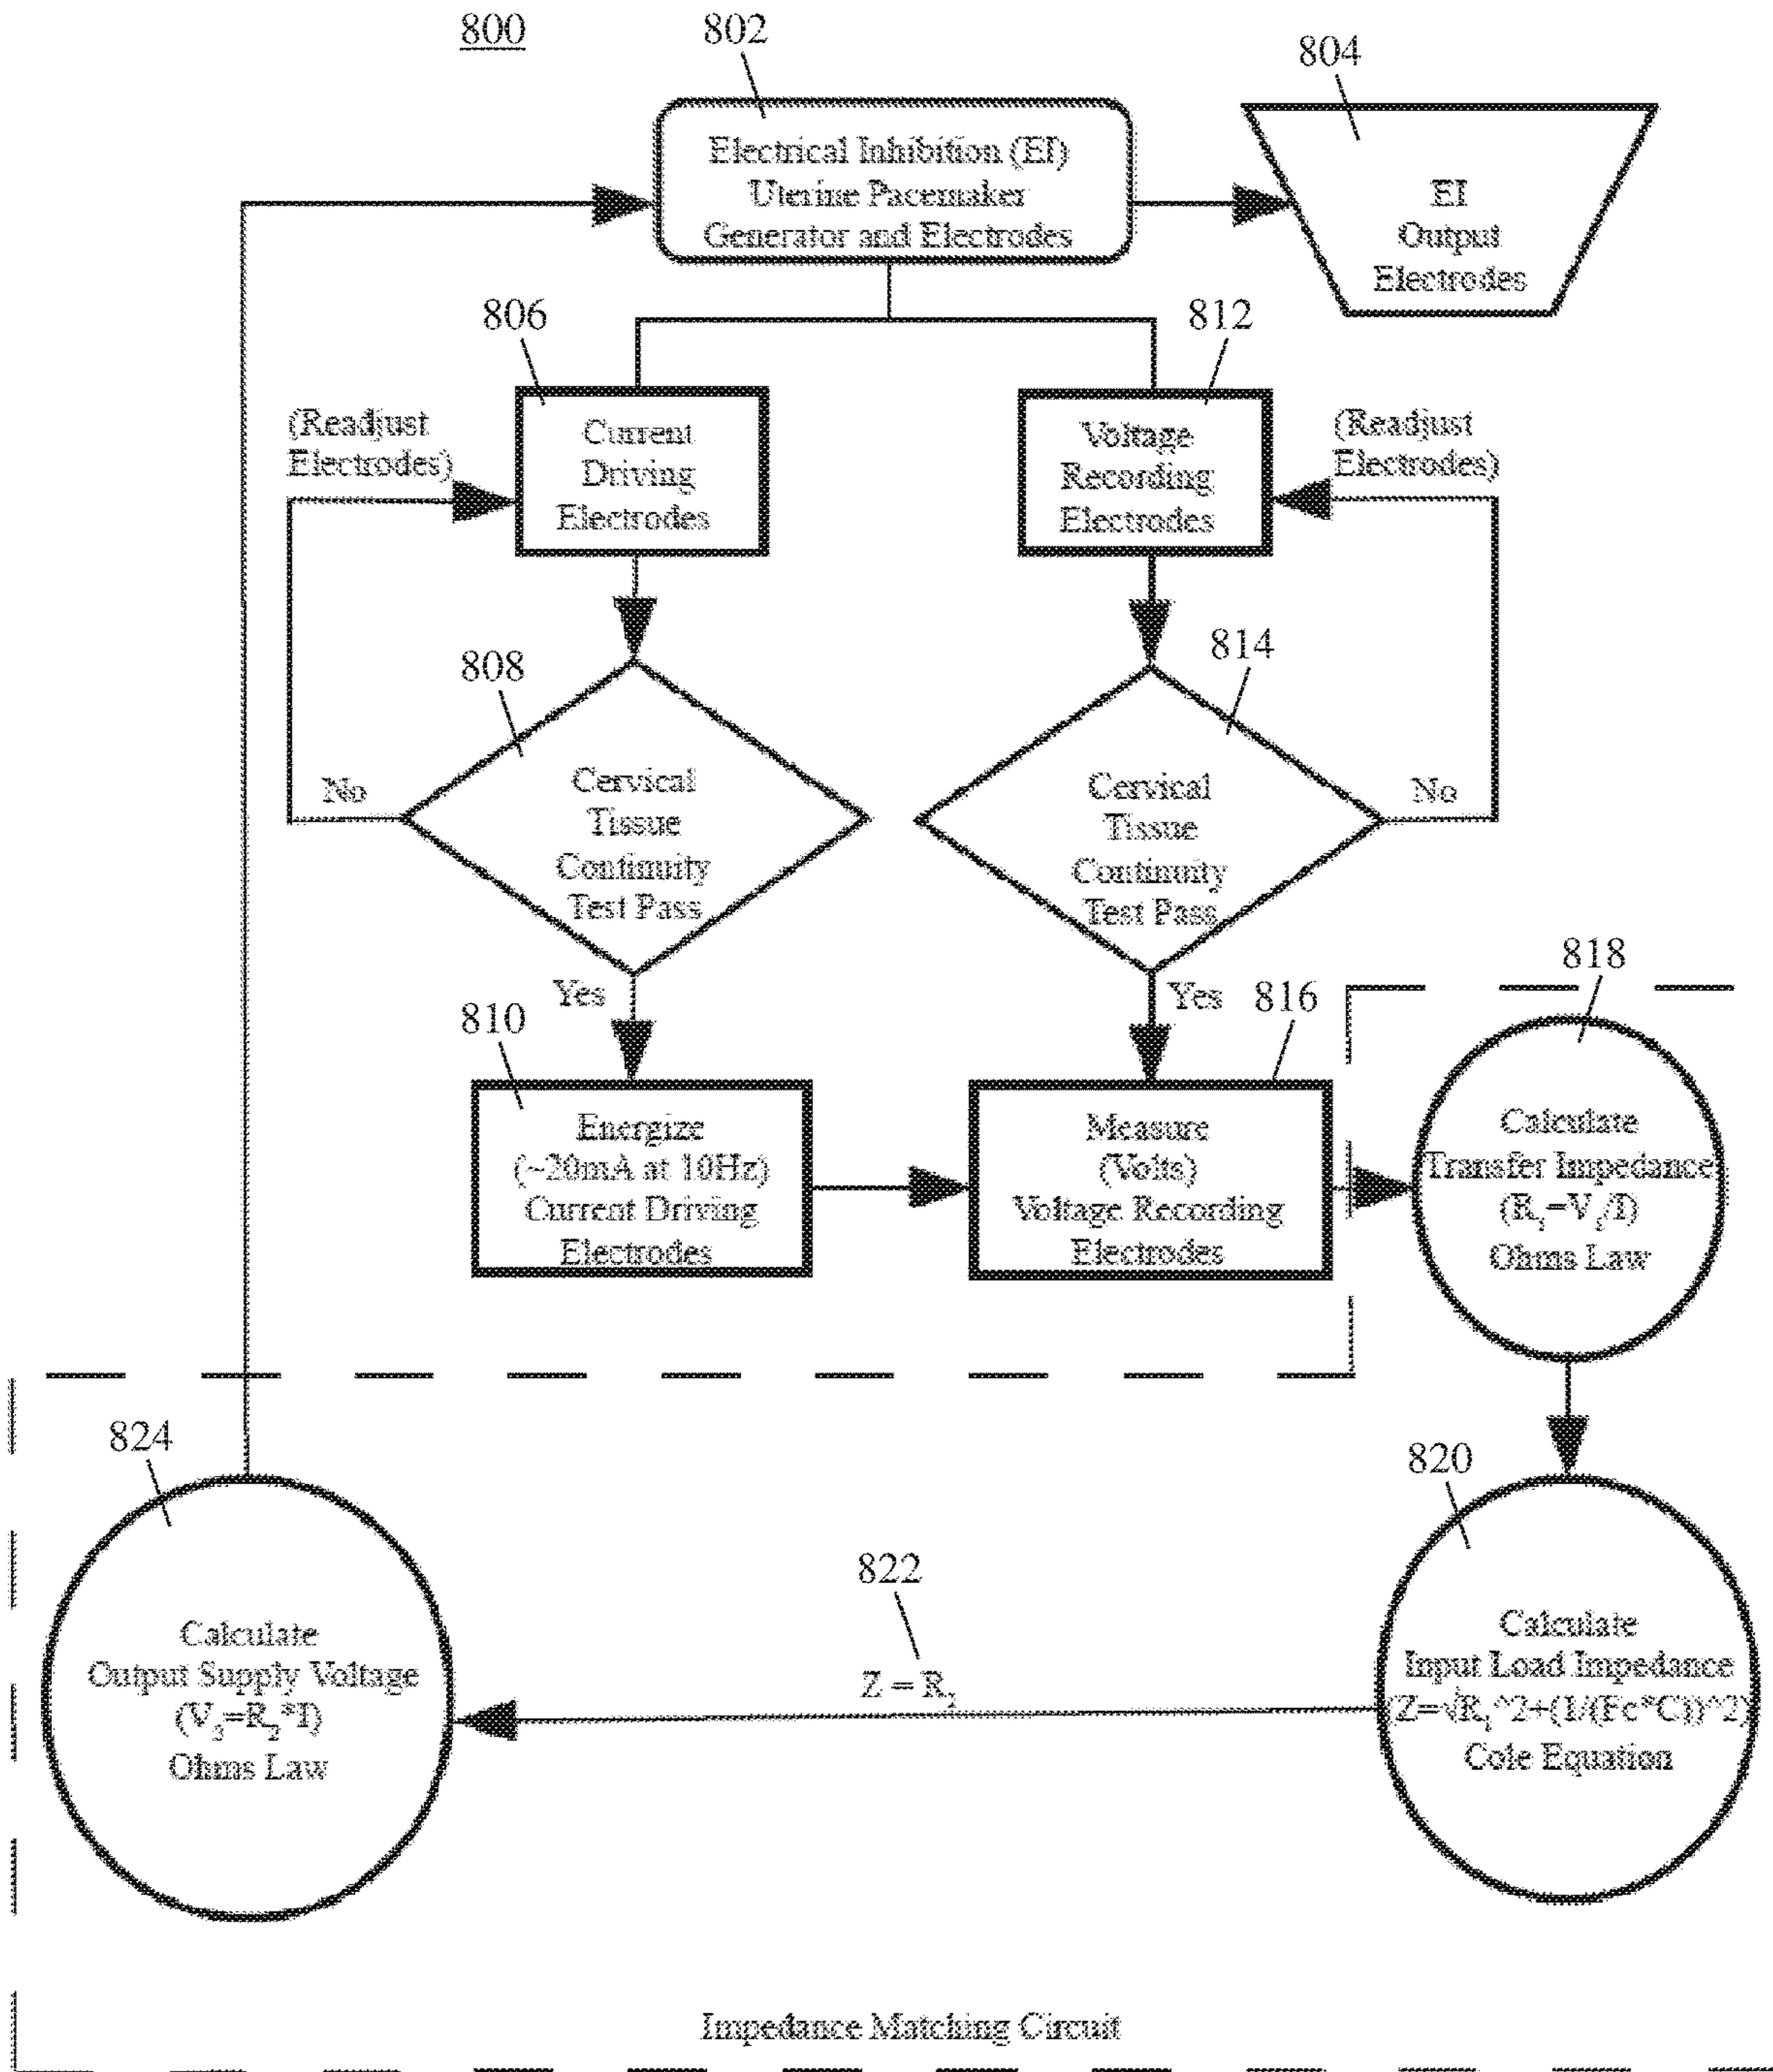 800
802
804
Electrical Inhibition (EI)
Uterine Pacemaker
Generator and Electrodes
EI
Output
Electrodes
806
812
(Readjust
Electrodes)
Current
Driving
Electrodes
Voltage
Recording
Electrodes
(Readjust
Electrodes)
808
814
No
Cervical
Tissue
Continuity
Test Pass
Cervical
Tissue
Continuity
Test Pass
No
Yes
Yes
810
816
818
Energize
(~20mA at 10Hz)
Current Driving
Electrodes
Measure
(Volts)
Voltage Recording
Electrodes
Calculate
Transfer Impedance
(R₁=V₁/I)
Ohms Law
824
820
822
Z = R₂
Calculate
Output Supply Voltage
(V₃=R₂*I)
Ohms Law
Calculate
Input Load Impedance
(Z=√R₁^2+(1/(Fc*C))^2)
Cole Equation
Impedance Matching Circuit